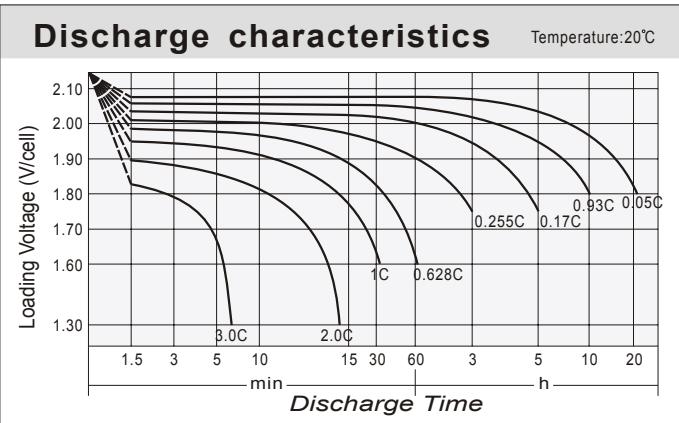 Discharge characteristics Temperature:20℃
Loading Voltage (V/cell)
2.10
2.00
1.90
1.80
1.70
1.60
1.30
0.93C 0.05C
0.255C 0.17C
1C 0.628C
3.0C 2.0C
1.5 3 5 10 15 30 60 3 5 10 20
min h
Discharge Time